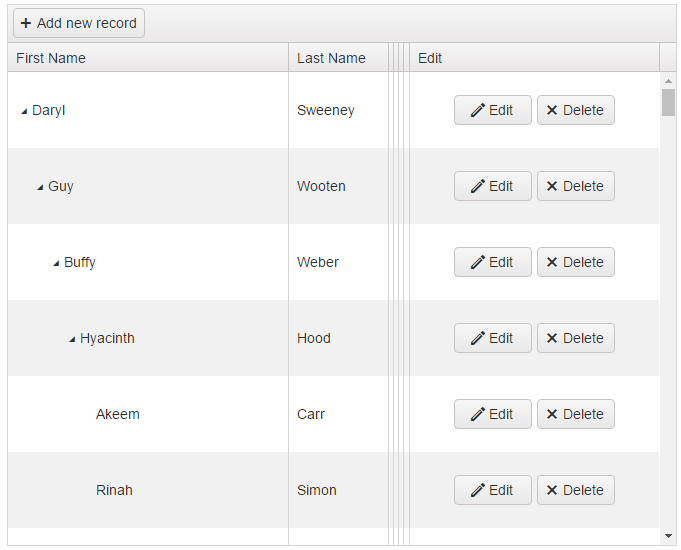 Add new record
First Name Last Name Edit
Daryl Sweeney Edit Delete
Guy Wooten Edit Delete
Buffy Weber Edit Delete
Hyacinth Hood Edit Delete
Akeem Carr Edit Delete
Rinah Simon Edit Delete